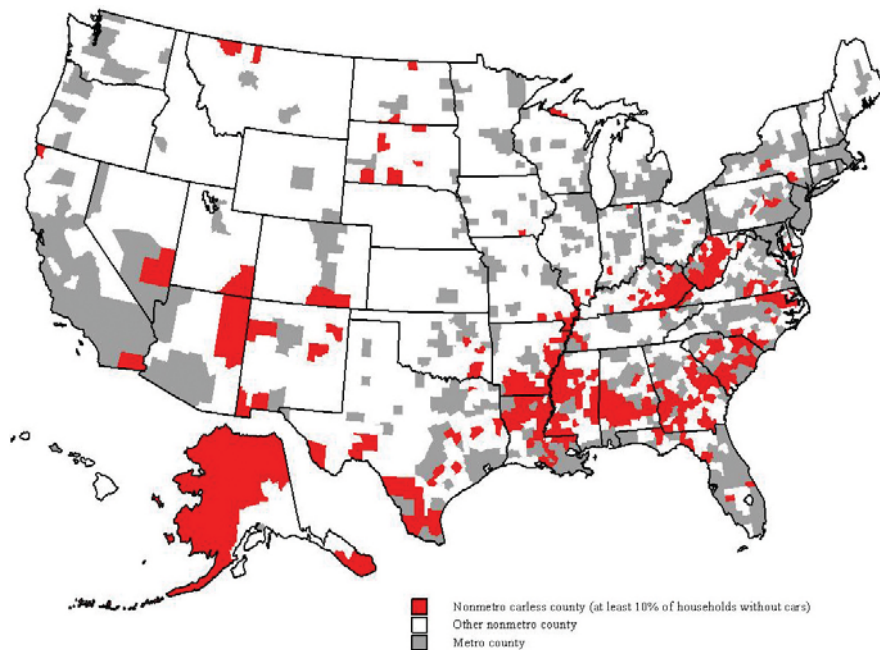 Nonmetro carless county (at least 10% of households without cars)
Other nonmetro county
Metro county